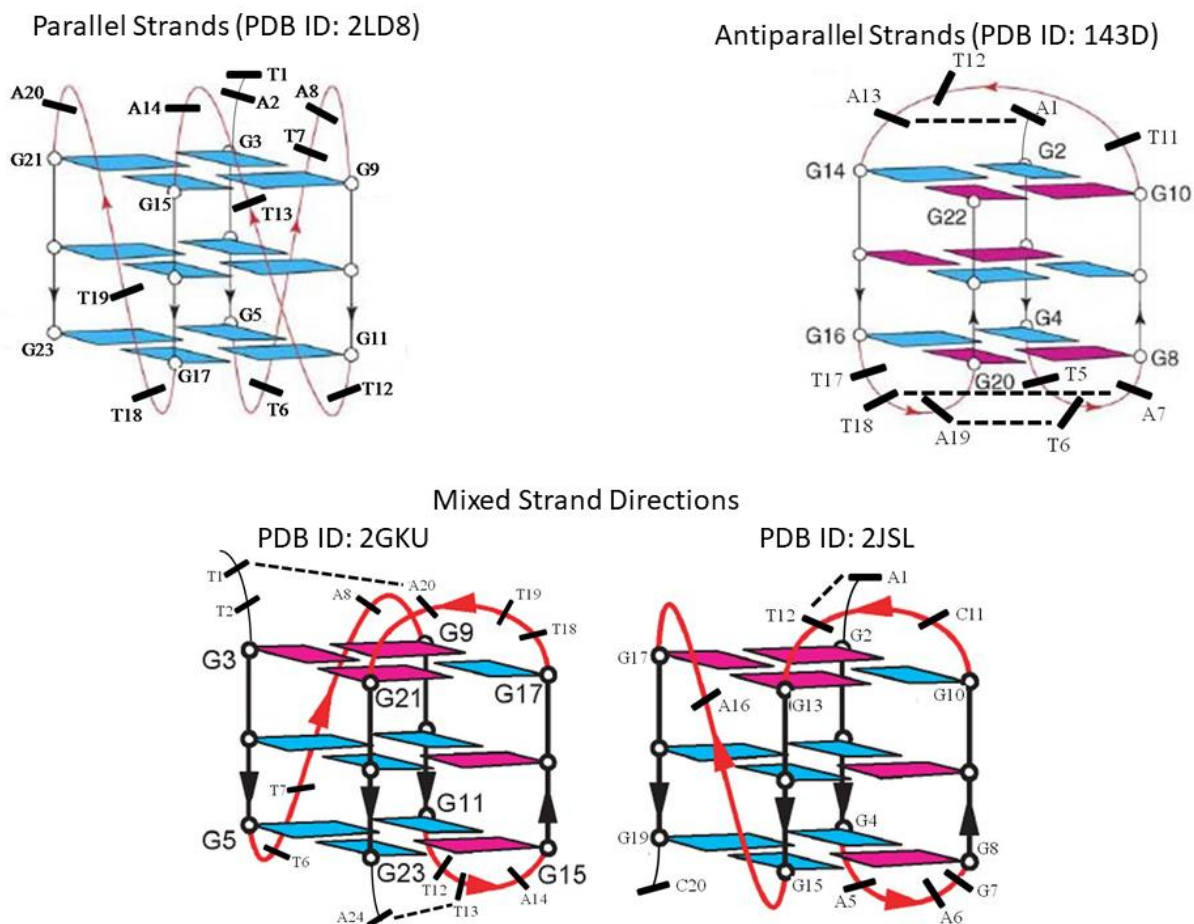 Parallel Strands (PDB ID: 2LD8)
T1
A20
A14
A2
A8
G3
T7
G21
G9
G15
T13
T19
G5
G23
G11
G17
T18
T6
T12
Antiparallel Strands (PDB ID: 143D)
T12
A13
A1
T11
G14
G2
G10
G22
G4
G16
G8
T17
G20
T5
A7
T18
A19
T6
Mixed Strand Directions
PDB ID: 2GKU
T1
A8
A20
T19
T2
T18
G9
G3
G21
G17
T7
G11
G5
T6
G23
T12
G15
T13
A14
A24
PDB ID: 2JSL
A1
T12
C11
G2
G17
G10
A16
G13
G4
G19
G8
C20
G15
A5
G7
A6